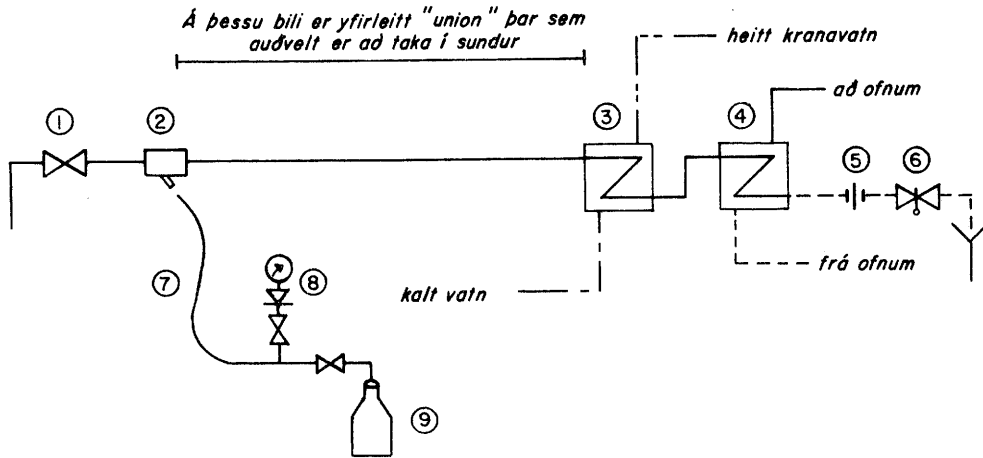 Á þessu bili er yfirleitt "union" þar sem
auðvelt er að taka í sundur
heitt kranavatn
að ofnum
1
2
3
4
5
6
frá ofnum
kalt vatn
7
8
9